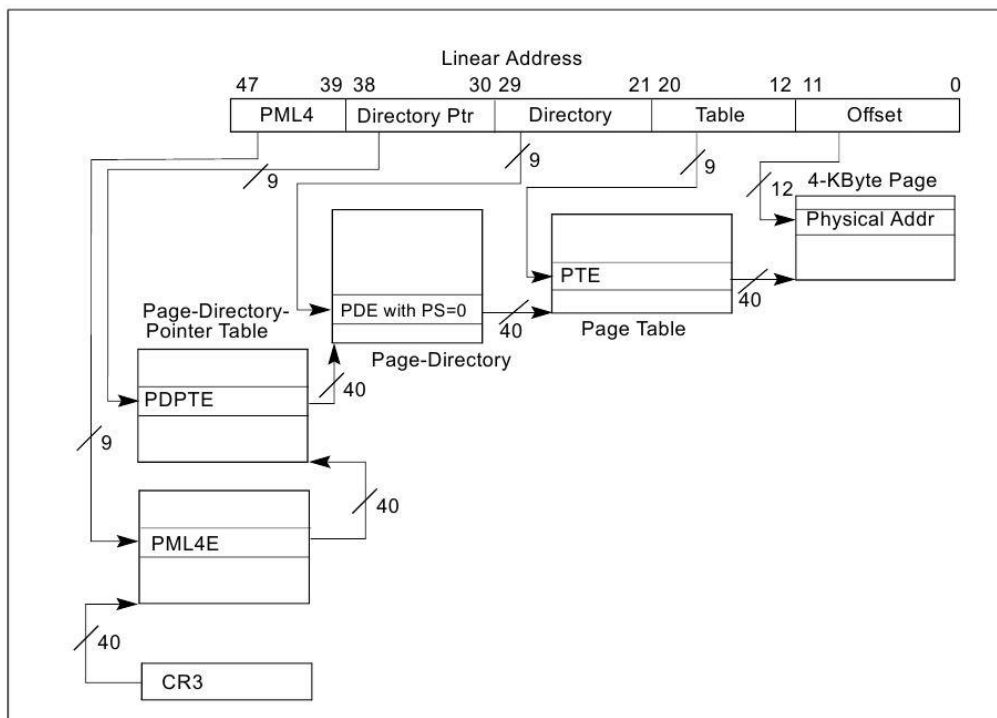 Linear Address
47 39 38 30 29 21 20 12 11 0
PML4 Directory Ptr Directory Table Offset
9 9 9 12 4-KByte Page
Physical Addr
PTE
40
PDE with PS=0
40
Page Table
Page-Directory-
Pointer Table
Page-Directory
40
PDPTE
9
40
PML4E
40
CR3